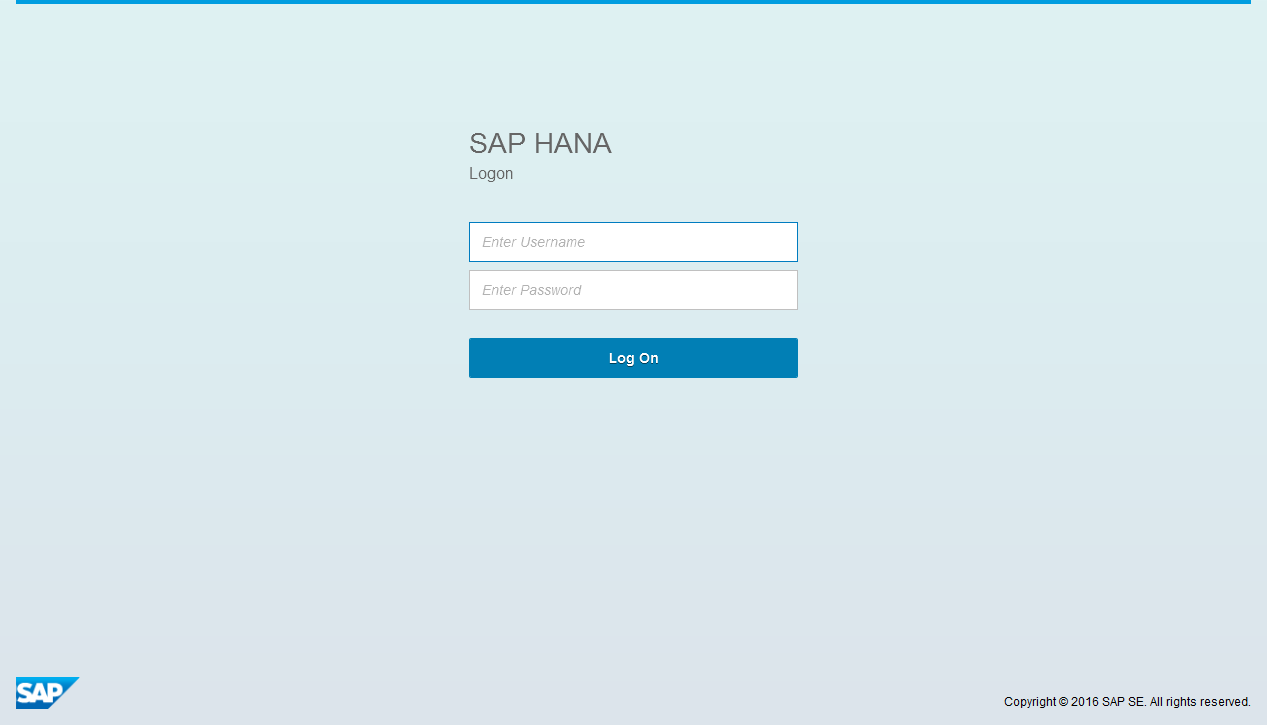 SAP HANA
Logon
Enter Username
Enter Password
Log On
SAP
Copyright © 2016 SAP SE. All rights reserved.